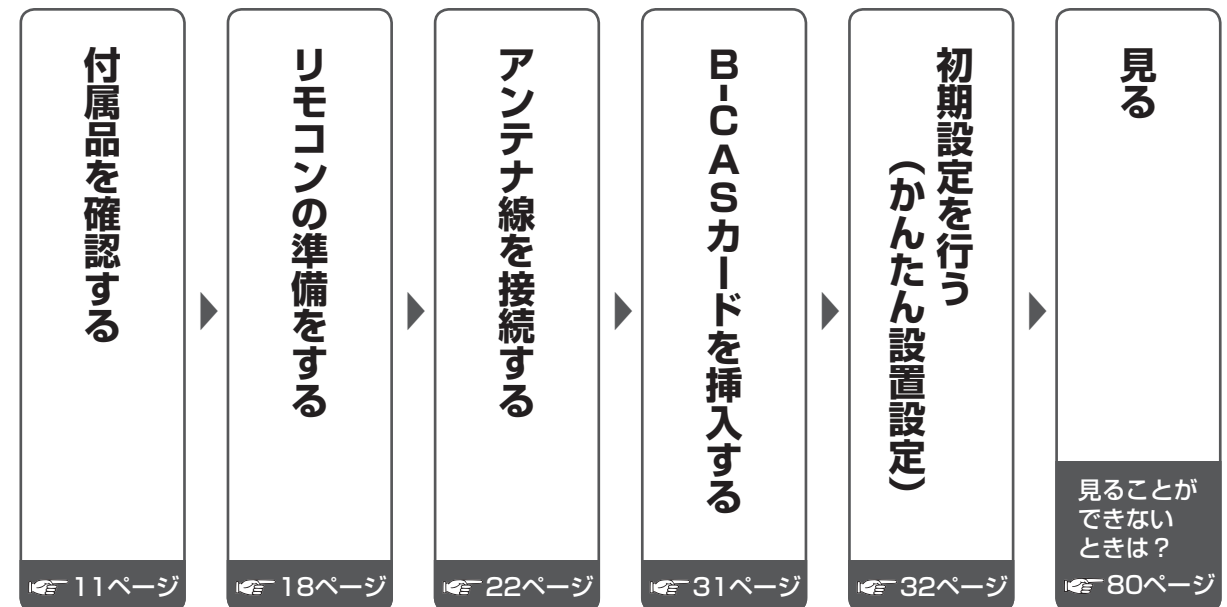 付属品を確認する
☞11ページ
リモコンの準備をする
☞18ページ
アンテナ線を接続する
☞22ページ
B-CASカードを挿入する
☞31ページ
初期設定を行う
（かんたん設置設定）
☞32ページ
見る
見ることが
できない
ときは？
☞80ページ